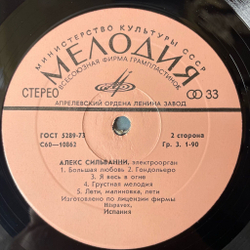 МИНИСТЕРСТВО КУЛЬТУРЫ СССР
МЕЛОДИЯ
ВСЕСОЮЗНАЯ ФИРМА ГРАМПЛАСТИНОК
СТЕРЕО
33
АПРЕЛЕВСКИЙ ОРДЕНА ЛЕНИНА ЗАВОД
ГОСТ 5289-73
2 сторона
С60—10862
Гр. 3. 1-90
АЛЕКС СИЛЬВАНИ, электроорган
1. Большая любовь 2. Гондольеро
3. Я весь в огне
4. Грустная мелодия
5. Лети, малиновка, лети
Изготовлено по лицензии фирмы
Испания